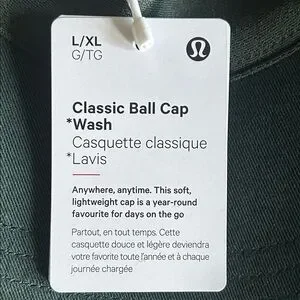 L/XL
G/TG
Classic Ball Cap
*Wash
Casquette classique
*Lavis
Anywhere, anytime. This soft,
lightweight cap is a year-round
favourite for days on the go
Partout, en tout temps. Cette
casquette douce et légère deviendra
votre favorite toute l'année et à chaque
journée chargée